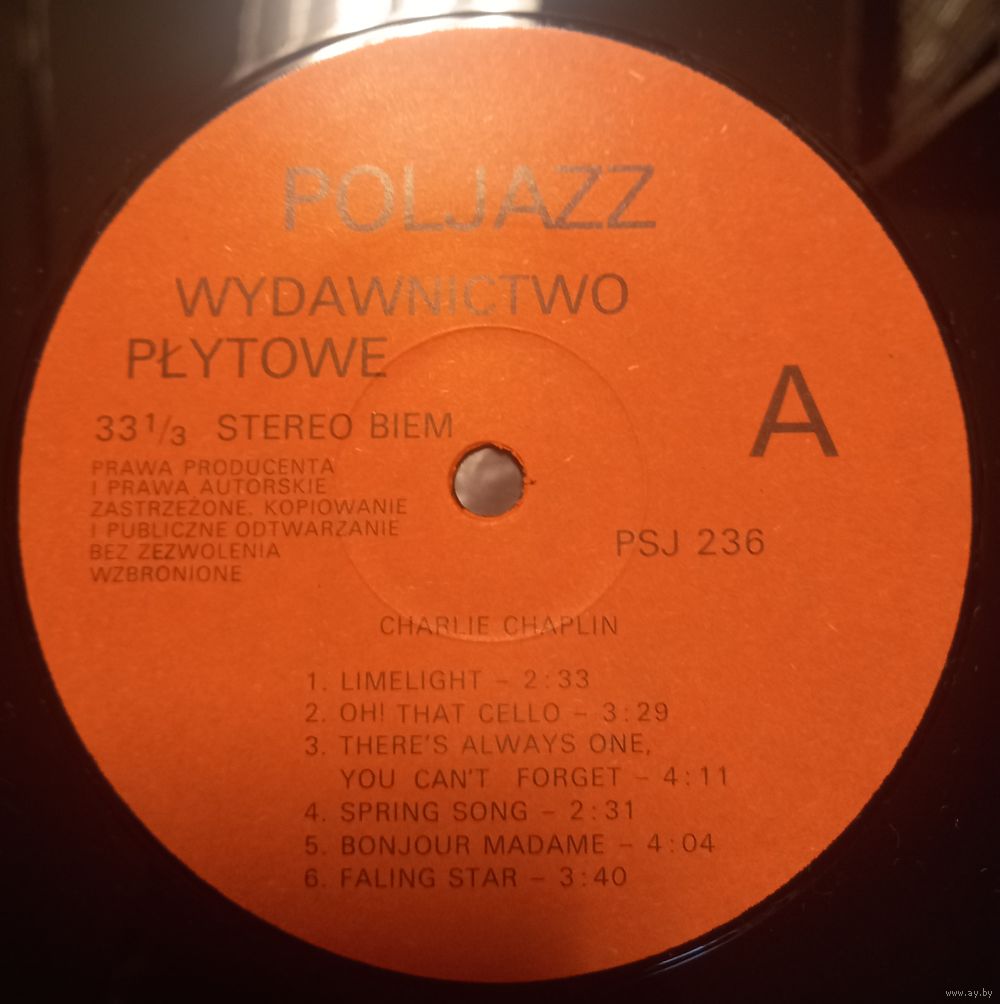 POLJAZZ
WYDAWNICTWO
PŁYTOWE
A
33 1/3 STEREO BIEM
PRAWA PRODUCENTA
I PRAWA AUTORSKIE
ZASTRZEŻONE. KOPIOWANIE
I PUBLICZNE ODTWARZANIE
BEZ ZEZWOLENIA
WZBRONIONE
PSJ 236
CHARLIE CHAPLIN
1. LIMELIGHT – 2:33
2. OH! THAT CELLO – 3:29
3. THERE'S ALWAYS ONE,
YOU CAN'T FORGET – 4:11
4. SPRING SONG – 2:31
5. BONJOUR MADAME – 4:04
6. FALING STAR – 3:40
www.ay.by